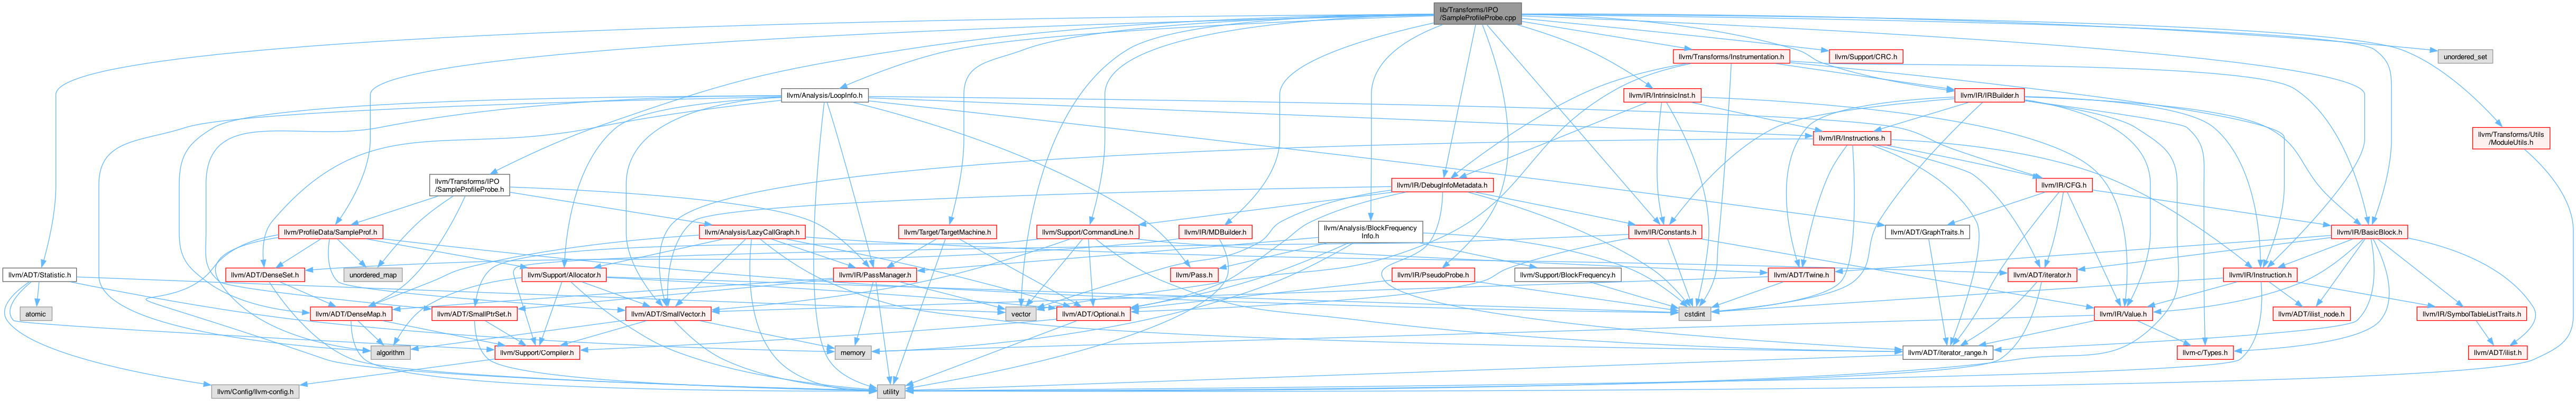 lib/Transforms/IPO
/SampleProfileProbe.cpp
llvm/Transforms/Instrumentation.h
llvm/Support/CRC.h
unordered_set
llvm/Analysis/LoopInfo.h
llvm/IR/IntrinsicInst.h
llvm/IR/IRBuilder.h
llvm/IR/Instructions.h
llvm/Transforms/Utils
/ModuleUtils.h
llvm/Transforms/IPO
/SampleProfileProbe.h
llvm/IR/DebugInfoMetadata.h
llvm/IR/CFG.h
llvm/ProfileData/SampleProf.h
llvm/Analysis/LazyCallGraph.h
llvm/Target/TargetMachine.h
llvm/Support/CommandLine.h
llvm/IR/MDBuilder.h
llvm/Analysis/BlockFrequency
Info.h
llvm/IR/Constants.h
llvm/ADT/GraphTraits.h
llvm/IR/BasicBlock.h
llvm/ADT/Statistic.h
llvm/ADT/DenseSet.h
unordered_map
llvm/Support/Allocator.h
llvm/IR/PassManager.h
llvm/Pass.h
llvm/IR/PseudoProbe.h
llvm/Support/BlockFrequency.h
llvm/ADT/Twine.h
llvm/ADT/iterator.h
llvm/IR/Instruction.h
atomic
llvm/ADT/DenseMap.h
llvm/ADT/SmallPtrSet.h
llvm/ADT/SmallVector.h
vector
llvm/ADT/Optional.h
cstdint
llvm/IR/Value.h
llvm/ADT/ilist_node.h
llvm/IR/SymbolTableListTraits.h
algorithm
llvm/Support/Compiler.h
memory
llvm/ADT/iterator_range.h
llvm-c/Types.h
llvm/ADT/ilist.h
llvm/Config/llvm-config.h
utility